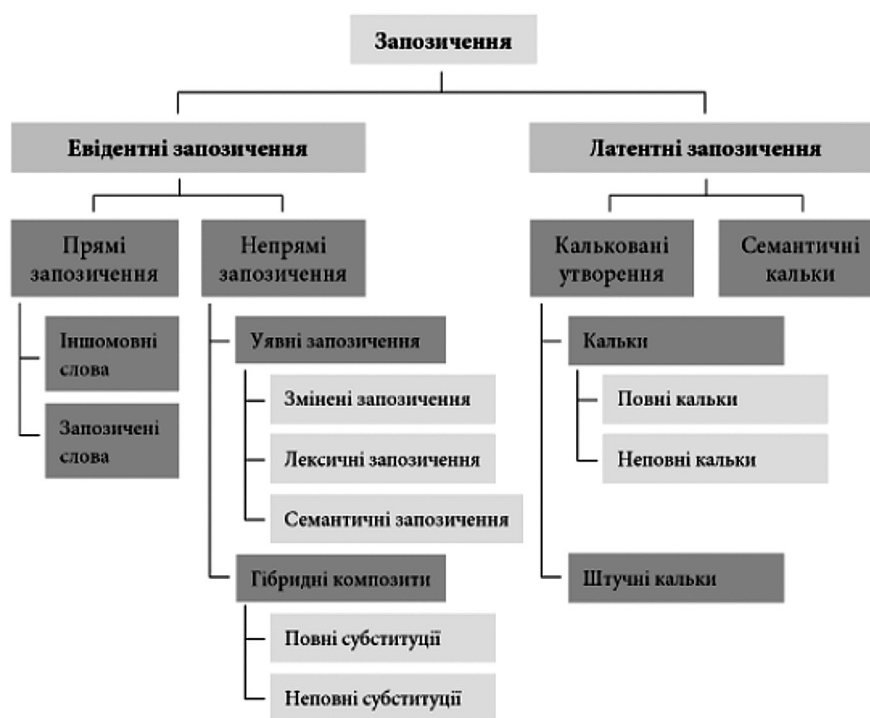 Запозичення
Евідентні запозичення
Латентні запозичення
Прямі
запозичення
Непрямі
запозичення
Кальковані
утворення
Семантичні
кальки
Іншомовні
слова
Запозичені
слова
Уявні запозичення
Змінені запозичення
Лексичні запозичення
Семантичні запозичення
Гібридні композити
Повні субституції
Неповні субституції
Кальки
Повні кальки
Неповні кальки
Штучні кальки